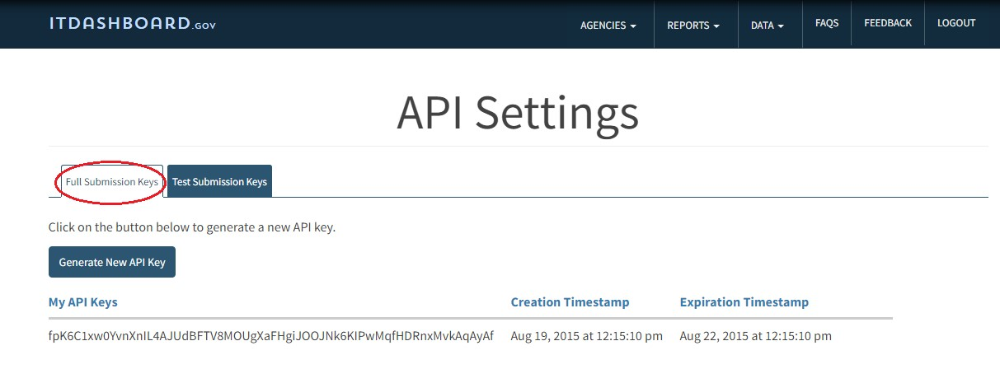 ITDASHBOARD.GOV
AGENCIES REPORTS DATA FAQS FEEDBACK LOGOUT
API Settings
Full Submission Keys Test Submission Keys
Click on the button below to generate a new API key.
Generate New API Key
My API Keys Creation Timestamp Expiration Timestamp
fpK6C1xw0YvnXnIL4AJUdBFTV8MOUgXaFHgiJOOJNk6KIPwMqfHDRnxMvkAqAyAf Aug 19, 2015 at 12:15:10 pm Aug 22, 2015 at 12:15:10 pm